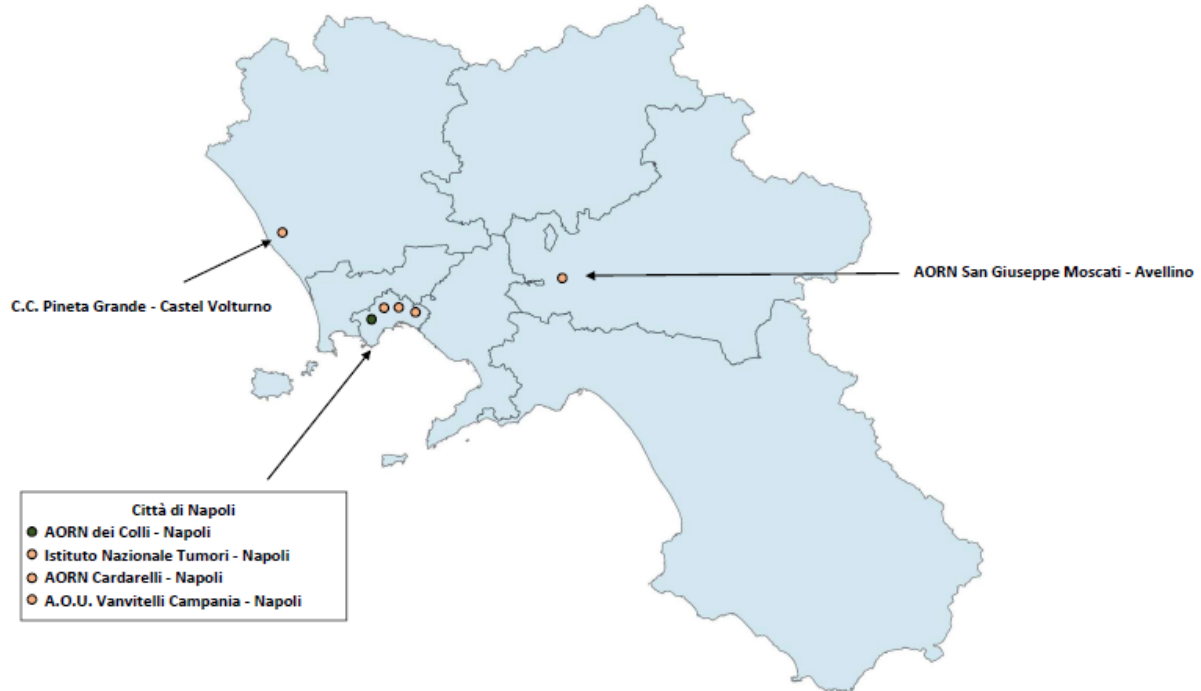 AORN San Giuseppe Moscati - Avellino
C.C. Pineta Grande - Castel Volturno
Città di Napoli
AORN dei Colli - Napoli
Istituto Nazionale Tumori - Napoli
AORN Cardarelli - Napoli
A.O.U. Vanvitelli Campania - Napoli